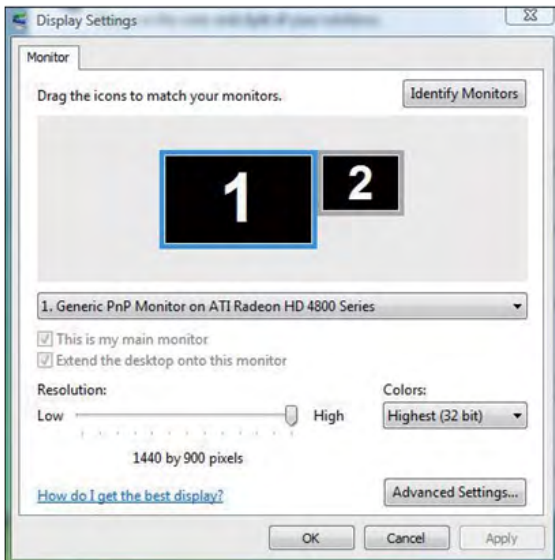 Display Settings
Monitor
Drag the icons to match your monitors.
Identify Monitors
1
2
1. Generic PnP Monitor on ATI Radeon HD 4800 Series
This is my main monitor
Extend the desktop onto this monitor
Resolution:
Colors:
Low
High
Highest (32 bit)
1440 by 900 pixels
How do I get the best display?
Advanced Settings...
OK
Cancel
Apply